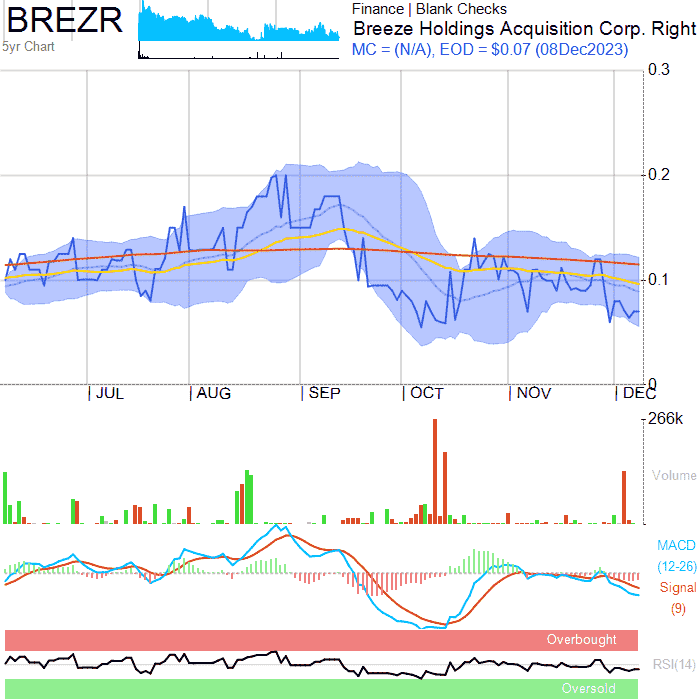 BREZR
5yr Chart
Finance | Blank Checks
Breeze Holdings Acquisition Corp. Right
MC = (N/A), EOD = $0.07 (08Dec2023)
0.3
0.2
0.1
0
JUL AUG SEP OCT NOV DEC
266k
Volume
MACD
(12-26)
Signal
(9)
Overbought
RSI(14)
Oversold